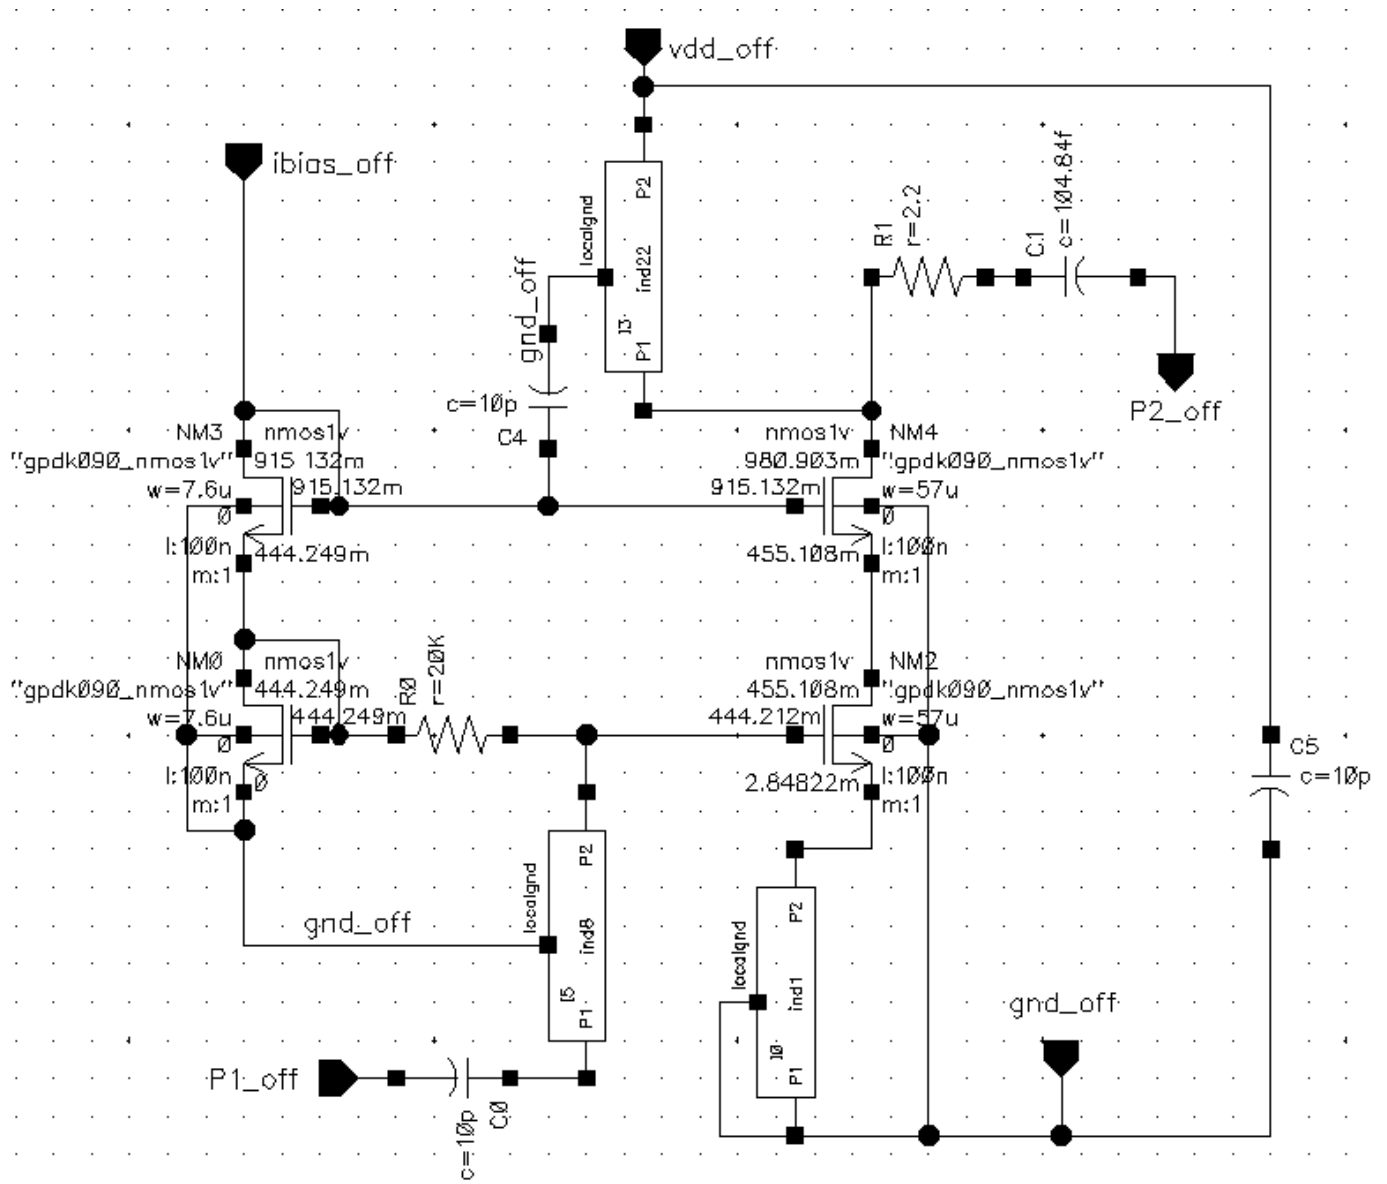 vdd_off
ibias_off
P2
localgnd
ind22
I3
P1
gnd_off
R1
r=2.2
C1
c=104.84f
P2_off
c=10p
C4
NM3
nmos1v
915.132m
"gpdk090_nmos1v"
915.132m
w=7.6u
0
l:100n
444.249m
m:1
nmos1v
NM4
980.903m
"gpdk090_nmos1v"
915.132m
w=57u
0
455.108m
l:100n
m:1
NM0
nmos1v
444.249m
"gpdk090_nmos1v"
444.249m
w=7.6u
0
l:100n
0
m:1
R0
r=20K
nmos1v
NM2
455.108m
"gpdk090_nmos1v"
444.212m
w=57u
0
2.84822m
l:100n
m:1
C5
c=10p
P2
localgnd
ind8
I5
P1
gnd_off
P2
localgnd
ind1
I0
P1
gnd_off
P1_off
C0
c=10p